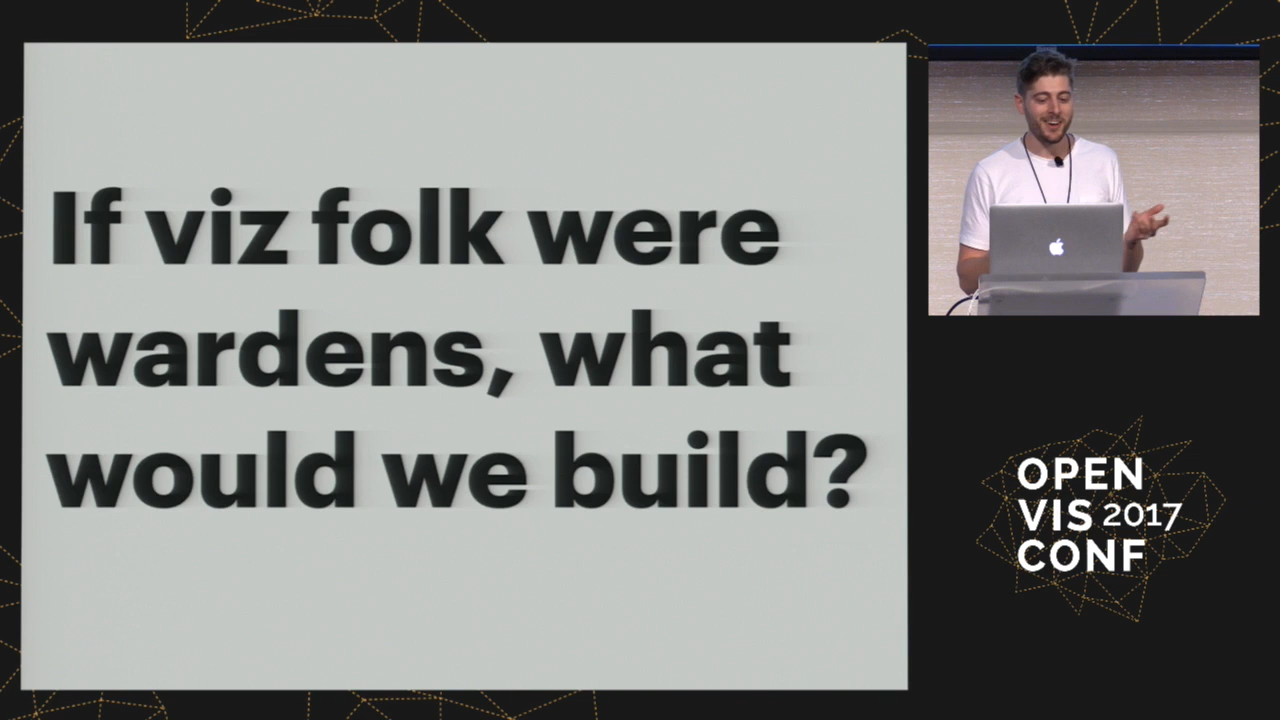 If viz folk were
wardens, what
would we build?
OPEN
VIS 2017
CONF